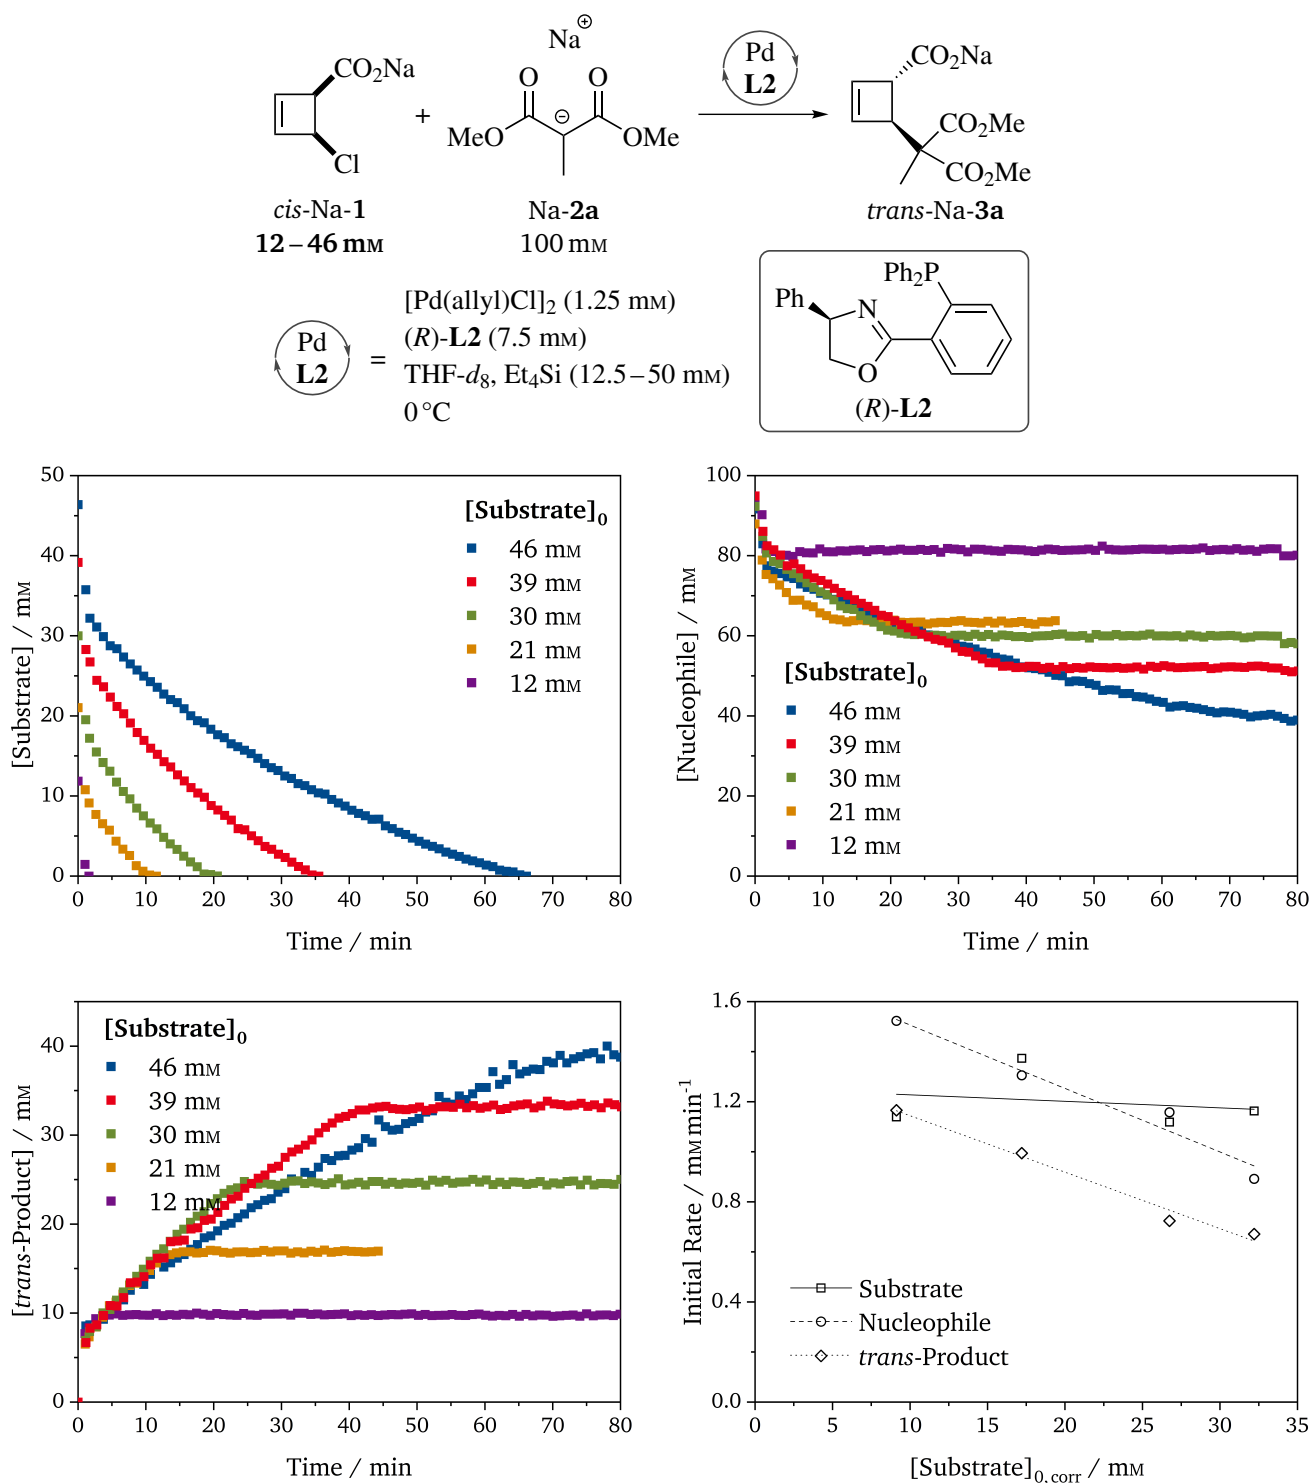 Na⊕
CO₂Na
Cl
+
O O
MeO ⊖ OMe
Pd
L2
CO₂Na
CO₂Me
CO₂Me
cis-Na-1
12 – 46 mM
Na-2a
100 mM
trans-Na-3a
Pd
L2
=
[Pd(allyl)Cl]₂ (1.25 mM)
(R)-L2 (7.5 mM)
THF-d₈, Et₄Si (12.5 – 50 mM)
0 °C
Ph₂P
Ph
N
O
(R)-L2
[Substrate] / mM
50
40
30
20
10
0
0 10 20 30 40 50 60 70 80
Time / min
[Substrate]₀
46 mM
39 mM
30 mM
21 mM
12 mM
[Nucleophile] / mM
100
80
60
40
20
0
0 10 20 30 40 50 60 70 80
Time / min
[Substrate]₀
46 mM
39 mM
30 mM
21 mM
12 mM
[trans-Product] / mM
40
30
20
10
0
0 10 20 30 40 50 60 70 80
Time / min
[Substrate]₀
46 mM
39 mM
30 mM
21 mM
12 mM
Initial Rate / mM min⁻¹
1.6
1.2
0.8
0.4
0.0
0 5 10 15 20 25 30 35
[Substrate]₀,corr / mM
Substrate
Nucleophile
trans-Product